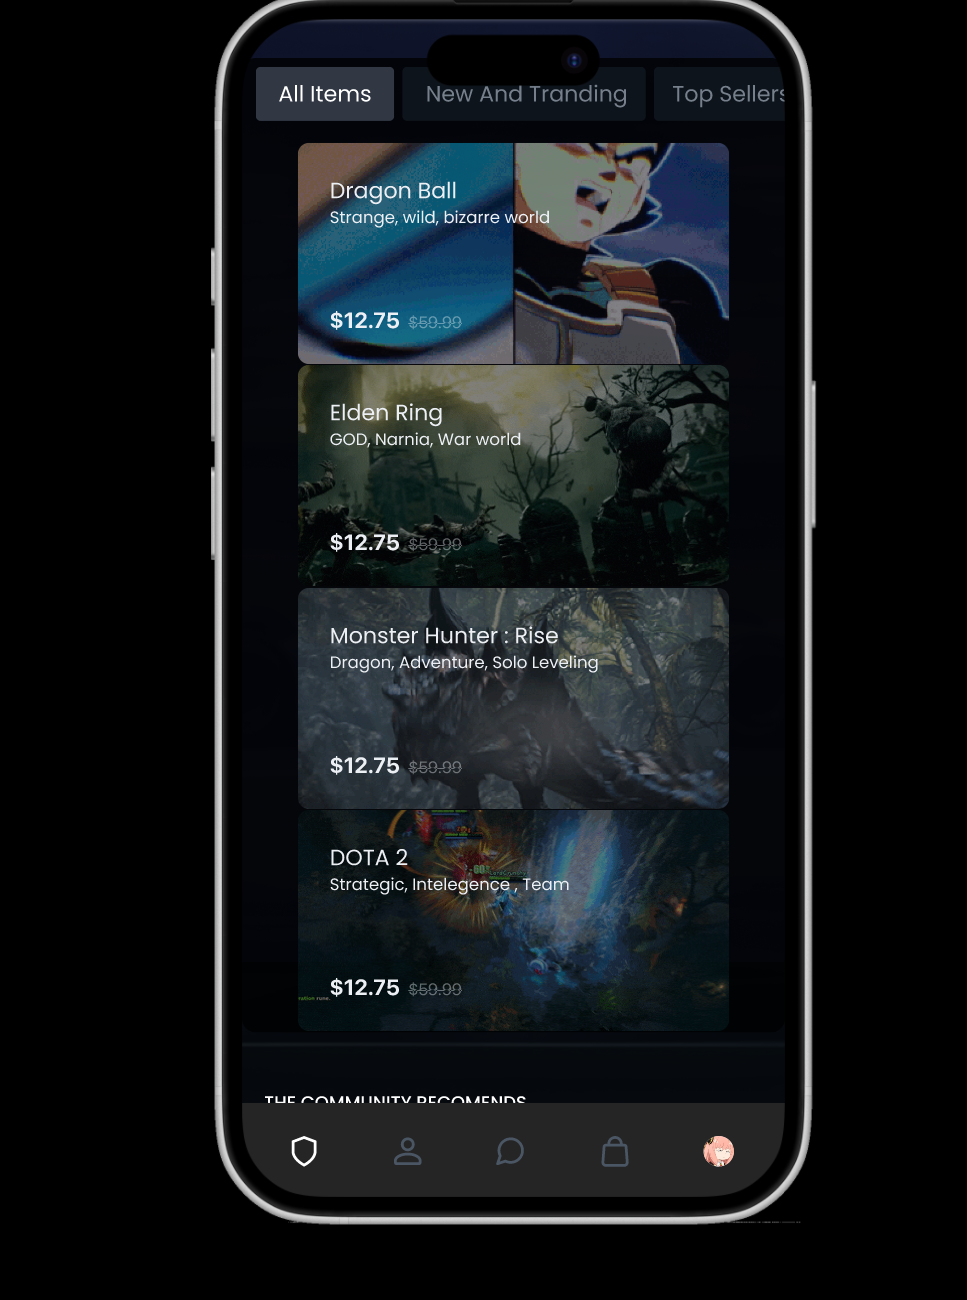 All Items
New And Tranding
Top Sellers
Dragon Ball
Strange, wild, bizarre world
$12.75 $59.99
Elden Ring
GOD, Narnia, War world
$12.75 $59.99
Monster Hunter : Rise
Dragon, Adventure, Solo Leveling
$12.75 $59.99
DOTA 2
Strategic, Intelegence , Team
$12.75 $59.99
THE COMMUNITY RECOMENDS